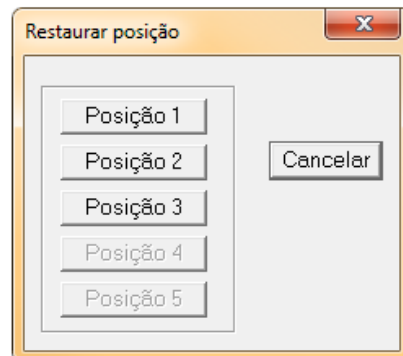 Restaurar posição
Posição 1
Posição 2
Cancelar
Posição 3
Posição 4
Posição 5